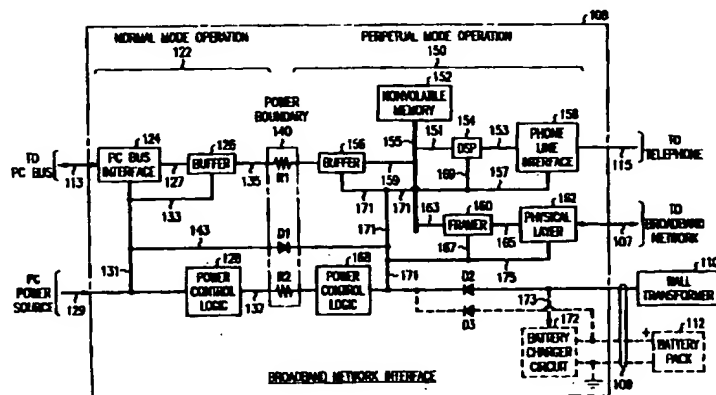 108
NORMAL MODE OPERATION
122
PERPETUAL MODE OPERATION
150
152
NONVOLATILE MEMORY
POWER BOUNDARY
140
124
PC BUS INTERFACE
126
BUFFER
R1
156
BUFFER
154
DSP
158
PHONE LINE INTERFACE
TO PC BUS
113
127
135
155
151
153
159
TO TELEPHONE
115
133
169
157
171
171
160
FRAMER
162
PHYSICAL LAYER
163
165
167
TO BROADBAND NETWORK
107
143
D1
171
175
131
128
POWER CONTROL LOGIC
137
R2
168
POWER CONTROL LOGIC
171
D2
110
WALL TRANSFORMER
PC POWER SOURCE
129
173
D3
172
BATTERY CHARGER CIRCUIT
+
112
BATTERY PACK
109
BROADBAND NETWORK INTERFACE